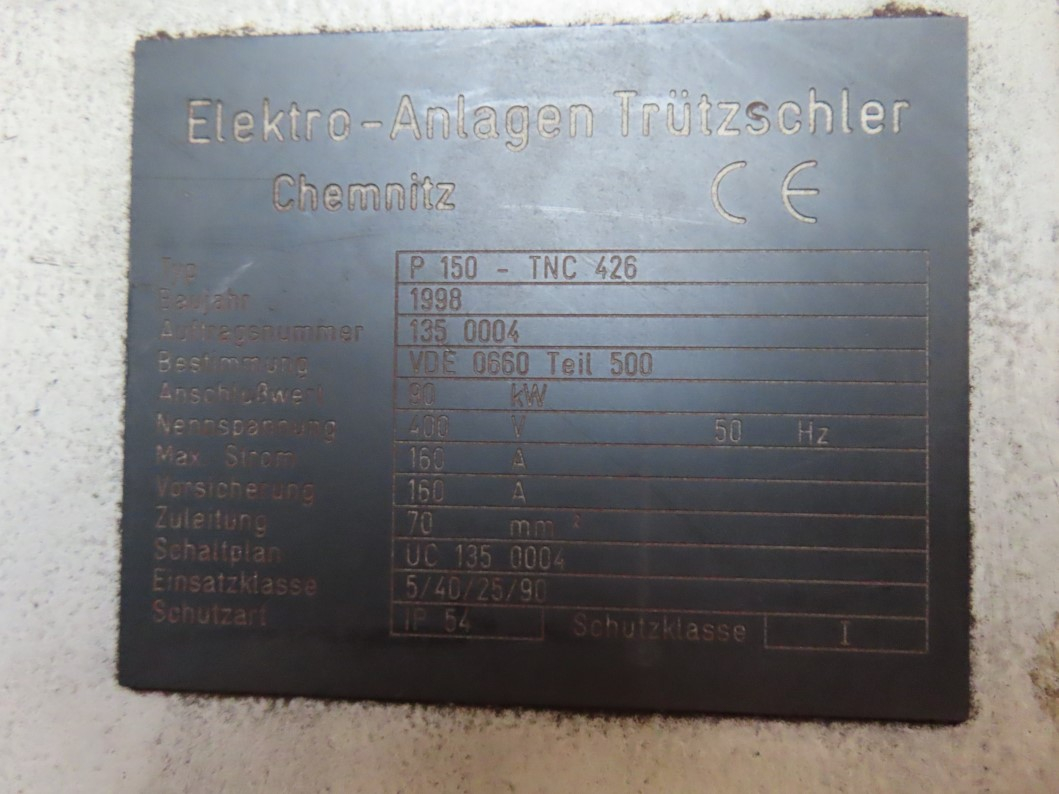 Elektro-Anlagen Trützschler
Chemnitz CE
Typ P 150 - TNC 426
Baujahr 1998
Auftragsnummer 135 0004
Bestimmung VDE 0660 Teil 500
Anschlußwert kW
Nennspannung 400 V 50 Hz
Max. Strom 160 A
Vorsicherung 160 A
Zuleitung 70 mm²
Schaltplan UC 135 0004
Einsatzklasse 5/40/25/90
Schutzart IP 54 Schutzklasse I